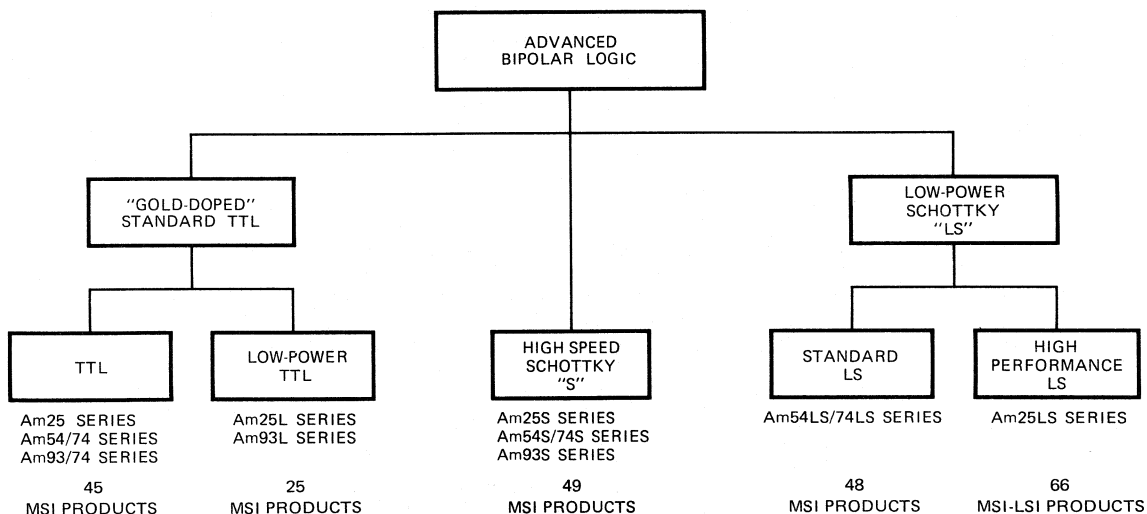 ADVANCED
BIPOLAR LOGIC
"GOLD-DOPED"
STANDARD TTL
LOW-POWER
SCHOTTKY
"LS"
TTL
LOW-POWER
TTL
HIGH SPEED
SCHOTTKY
"S"
STANDARD
LS
HIGH
PERFORMANCE
LS
Am25 SERIES
Am54/74 SERIES
Am93/74 SERIES
Am25L SERIES
Am93L SERIES
Am25S SERIES
Am54S/74S SERIES
Am93S SERIES
Am54LS/74LS SERIES
Am25LS SERIES
45
MSI PRODUCTS
25
MSI PRODUCTS
49
MSI PRODUCTS
48
MSI PRODUCTS
66
MSI-LSI PRODUCTS